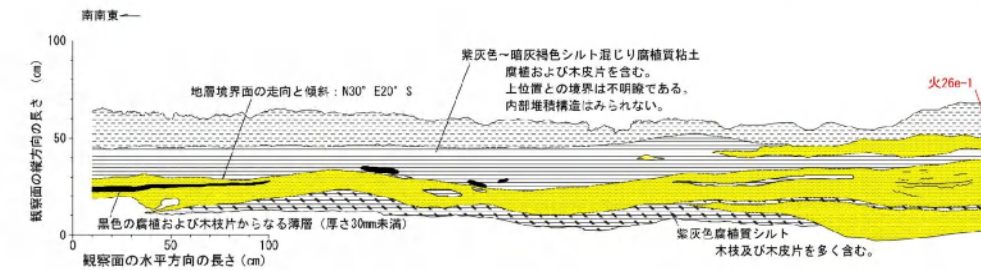 南南東←
100
50
0
観察面の縦方向の長さ (cm)
紫灰色～暗灰褐色シルト混じり腐植質粘土
腐植および木皮片を含む。
上位置との境界は不明瞭である。
内部堆積構造はみられない。
火26e-1
地層境界面の走向と傾斜：N30° E20° S
黒色の腐植および木枝片からなる薄層（厚さ30mm未満）
紫灰色腐植質シルト
木枝及び木皮片を多く含む。
0
50
100
観察面の水平方向の長さ(cm)